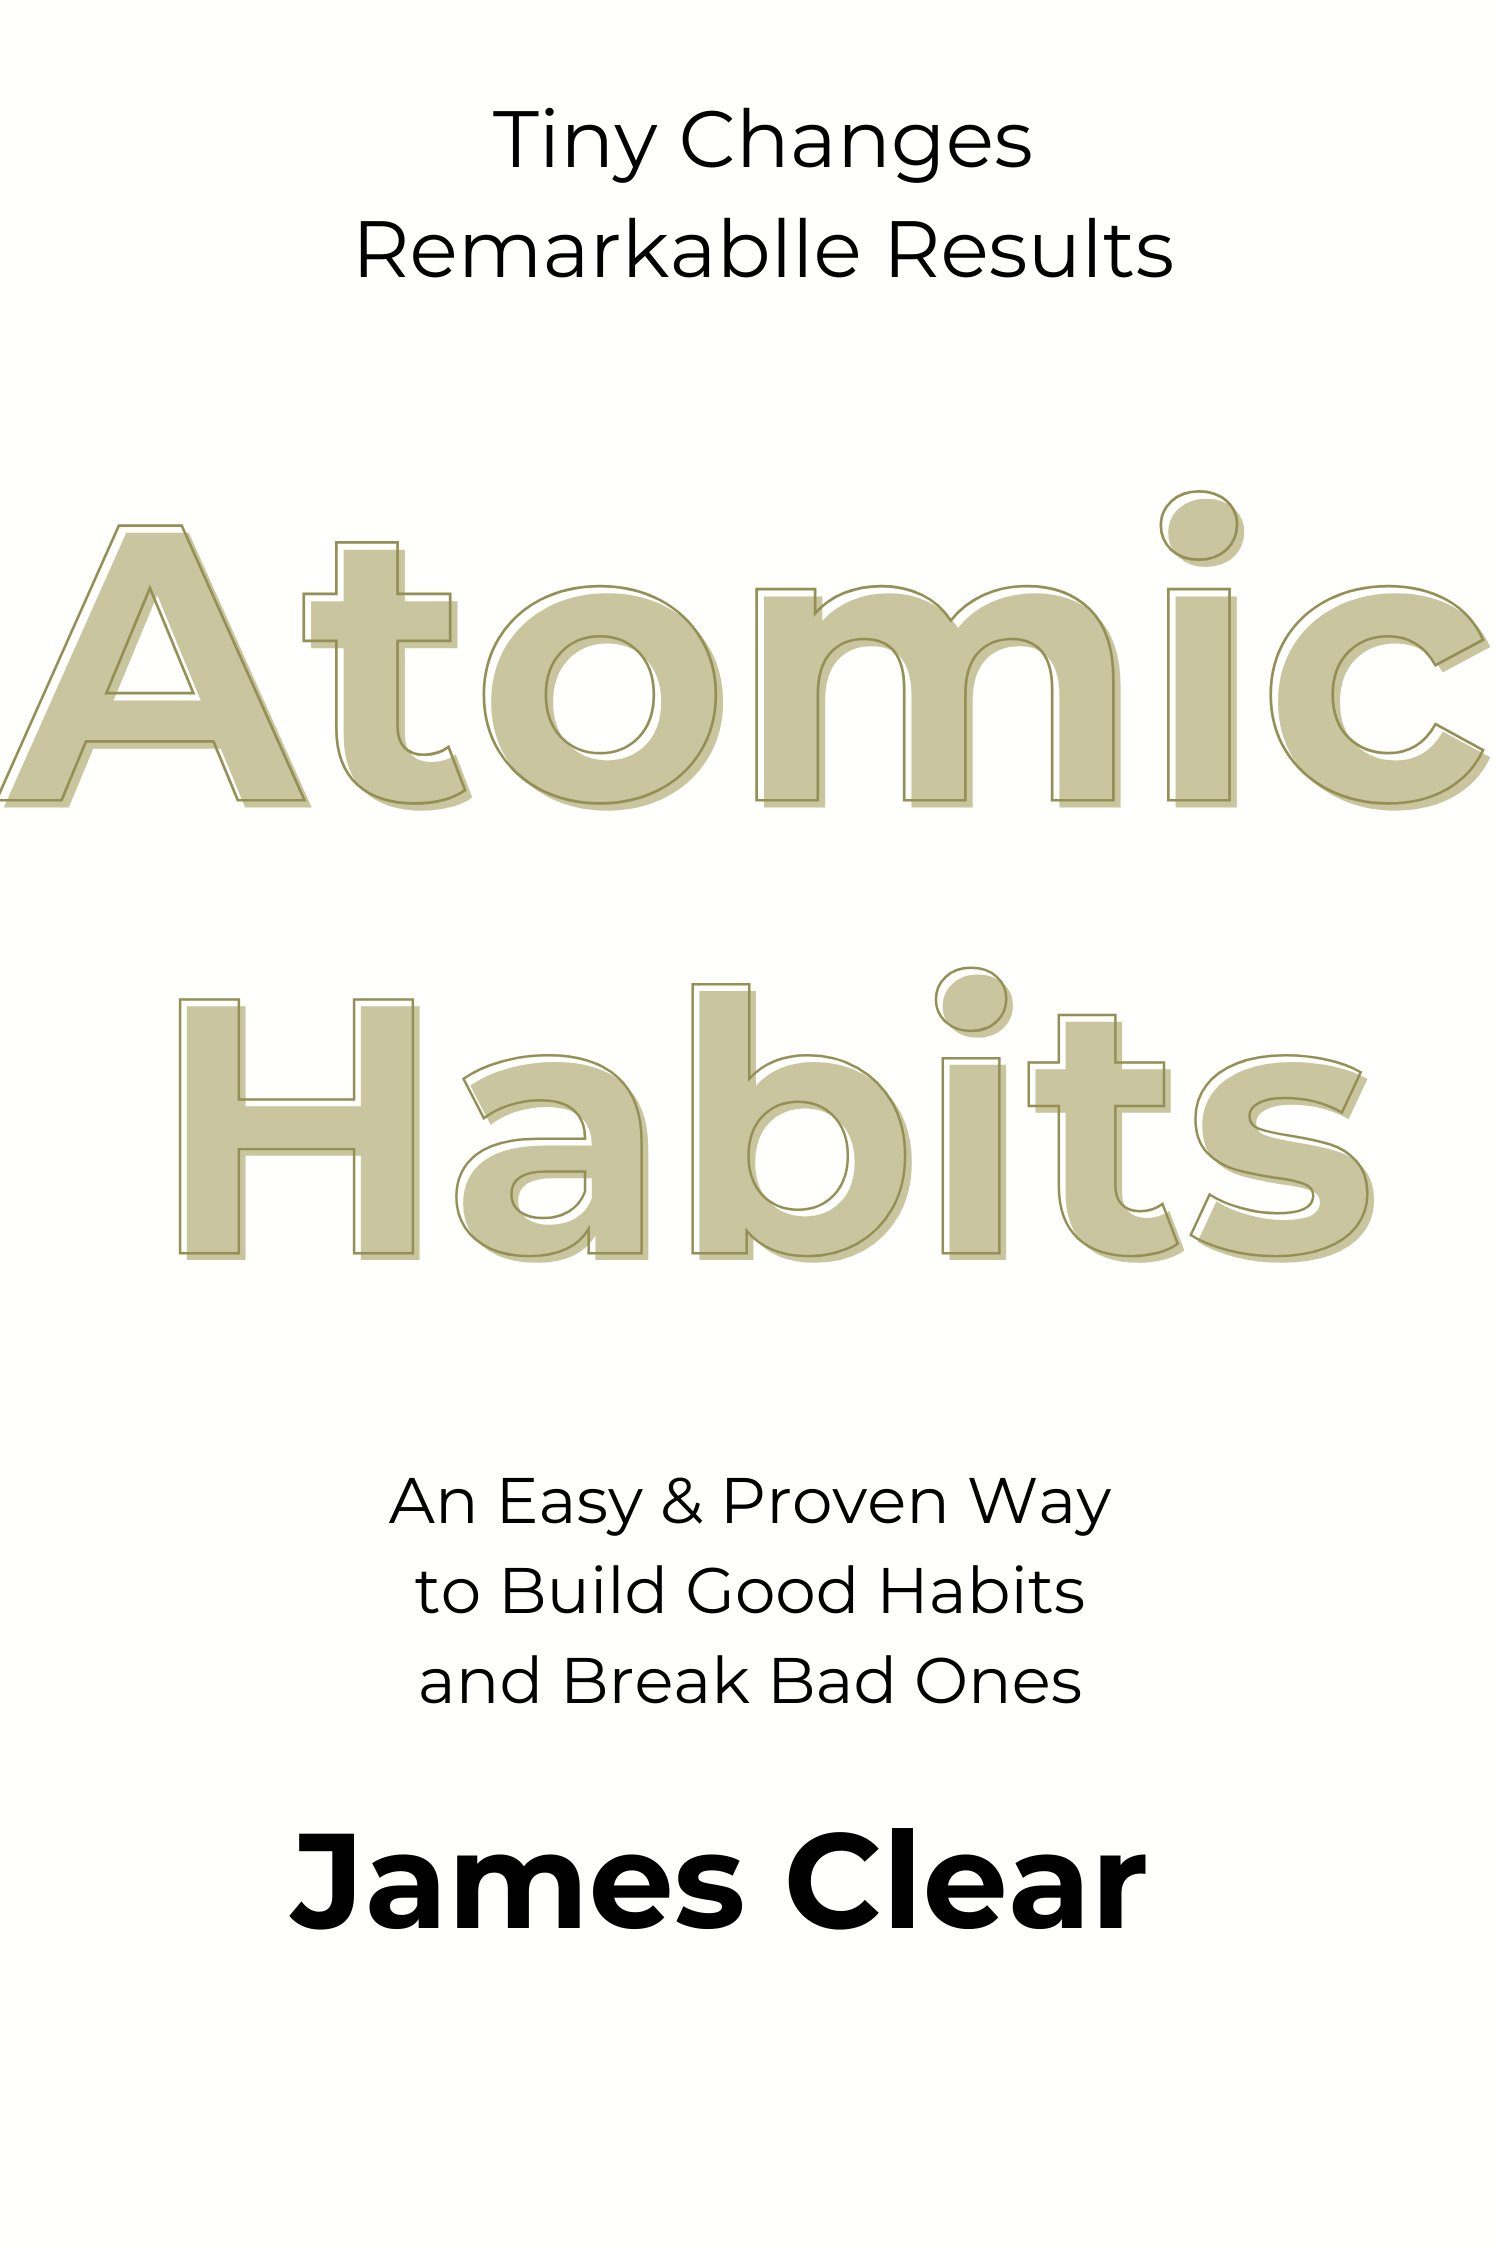 Tiny Changes
Remarkablle Results
Atomic
Habits
An Easy & Proven Way
to Build Good Habits
and Break Bad Ones
James Clear